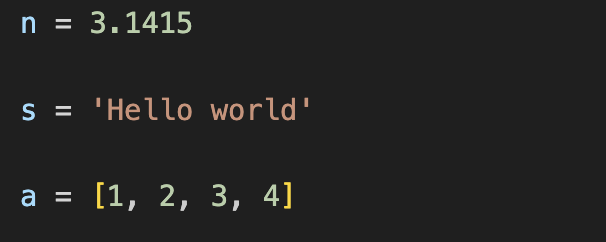 n = 3.1415
s = 'Hello world'
a = [1, 2, 3, 4]